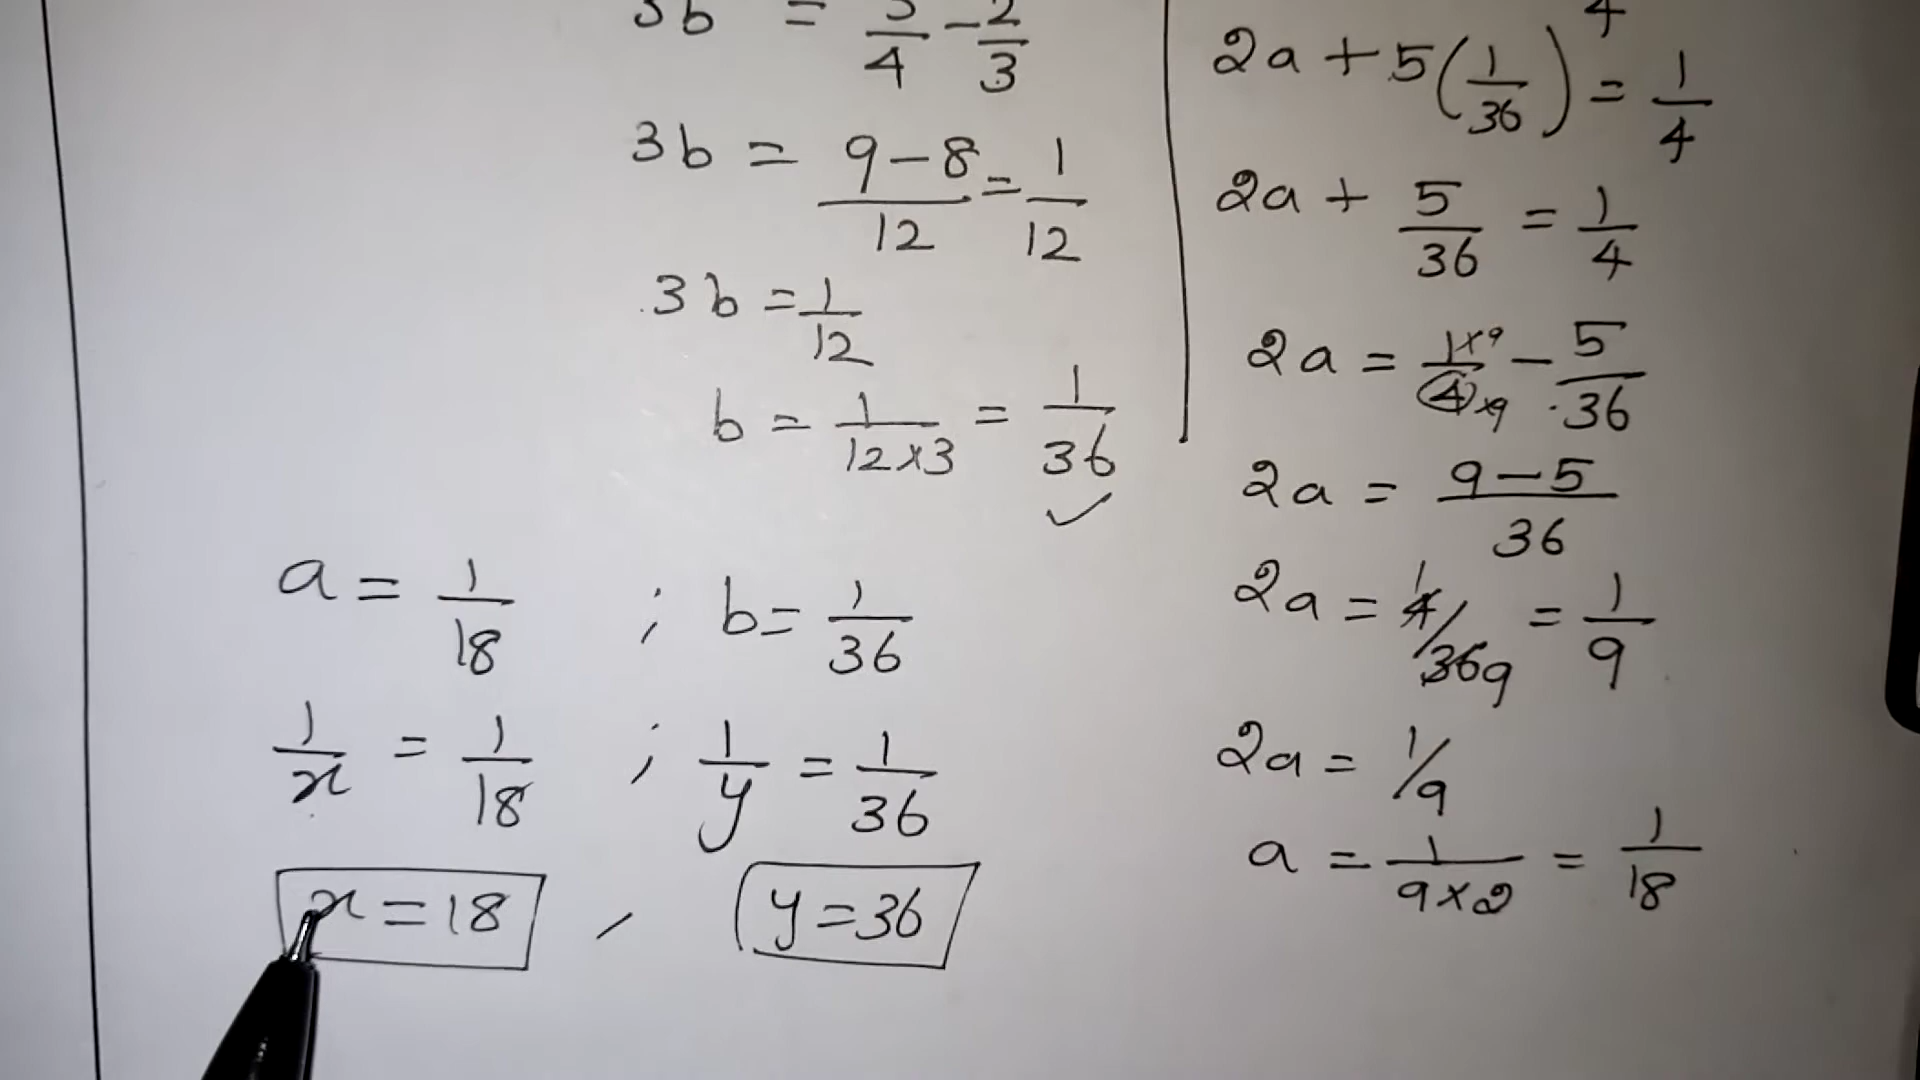 3b = 3/4 - 2/3
3b = 9-8/12 = 1/12
3b = 1/12
b = 1/12×3 = 1/36 ✓
a = 1/18 ; b = 1/36
1/x = 1/18 ; 1/y = 1/36
x = 18 , y = 36
4
2a + 5(1/36) = 1/4
2a + 5/36 = 1/4
2a = 1×9/4×9 - 5/36
2a = 9-5/36
2a = 4/36 1/9 = 1/9
2a = 1/9
a = 1/9×2 = 1/18